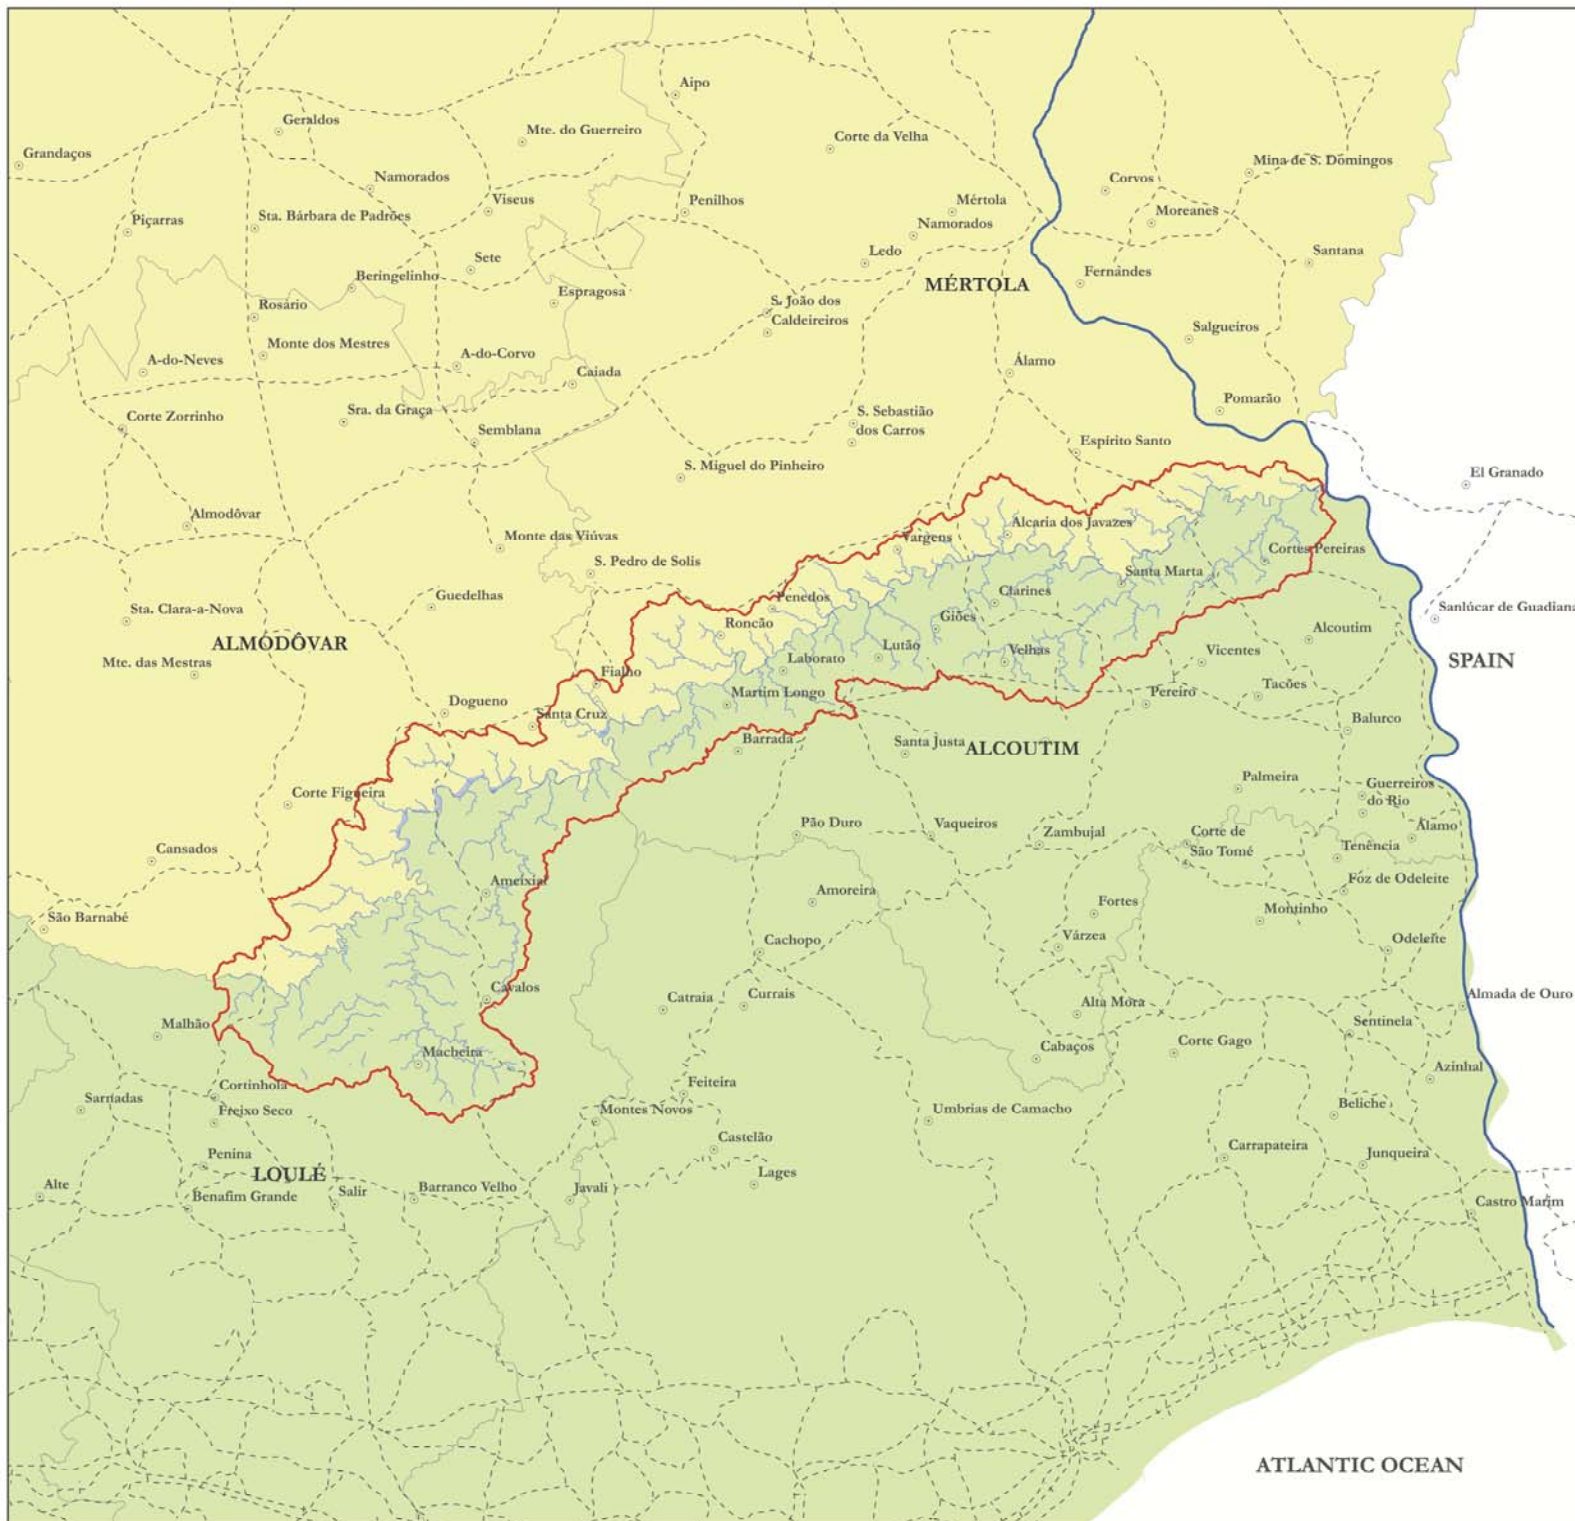 Aipo
Geraldos
Mte. do Guerreiro
Corte da Velha
Grandaços
Mina de S. Domingos
Namorados
Corvos
Viseus
Penilhos
Mértola
Piçarras
Sta. Bárbara de Padrões
Moreanes
Namorados
Sete
Ledo
Santana
Beringelinho
Fernandes
MÉRTOLA
Espragosa
Rosário
S. João dos
Caldeireiros
Salgueiros
Monte dos Mestres
A-do-Neves
A-do-Corvo
Caiada
Álamo
Pomarão
Corte Zorrinho
Sra. da Graça
S. Sebastião
dos Carros
Semblana
Espírito Santo
S. Miguel do Pinheiro
El Granado
Almodôvar
Alcaria dos Javazes
Monte das Viúvas
Vargens
S. Pedro de Solis
Cortes Pereiras
Santa Marta
Guedelhas
Clarines
Sta. Clara-a-Nova
Penedos
Sanlúcar de Guadiana
Roncão
Giões
Alcoutim
ALMODÔVAR
Lutão
Velhas
Vicentes
Mte. das Mestras
Laborato
SPAIN
Fialho
Martim Longo
Pereiro
Tacões
Dogueno
Santa Cruz
Balurco
Barrada
Santa Justa
ALCOUTIM
Palmeira
Guerreiros
do Rio
Corte Figueira
Pão Duro
Vaqueiros
Zambujal
Corte de
São Tomé
Álamo
Tenência
Cansados
Ameixial
Foz de Odeleite
Amoreira
Fortes
Montinho
São Barnabé
Várzea
Cachopo
Odeleite
Cavalos
Catraia
Currais
Alta Mora
Almada de Ouro
Malhão
Sentinela
Macheira
Cabaços
Corte Gago
Azinhal
Cortinhola
Feiteira
Sarnadas
Freixo Seco
Montes Novos
Umbrias de Camacho
Beliche
Castelão
Carrapateira
Penina
Junqueira
LOULÉ
Lages
Alte
Benafim Grande
Salir
Barranco Velho
Javali
Castro Marim
ATLANTIC OCEAN